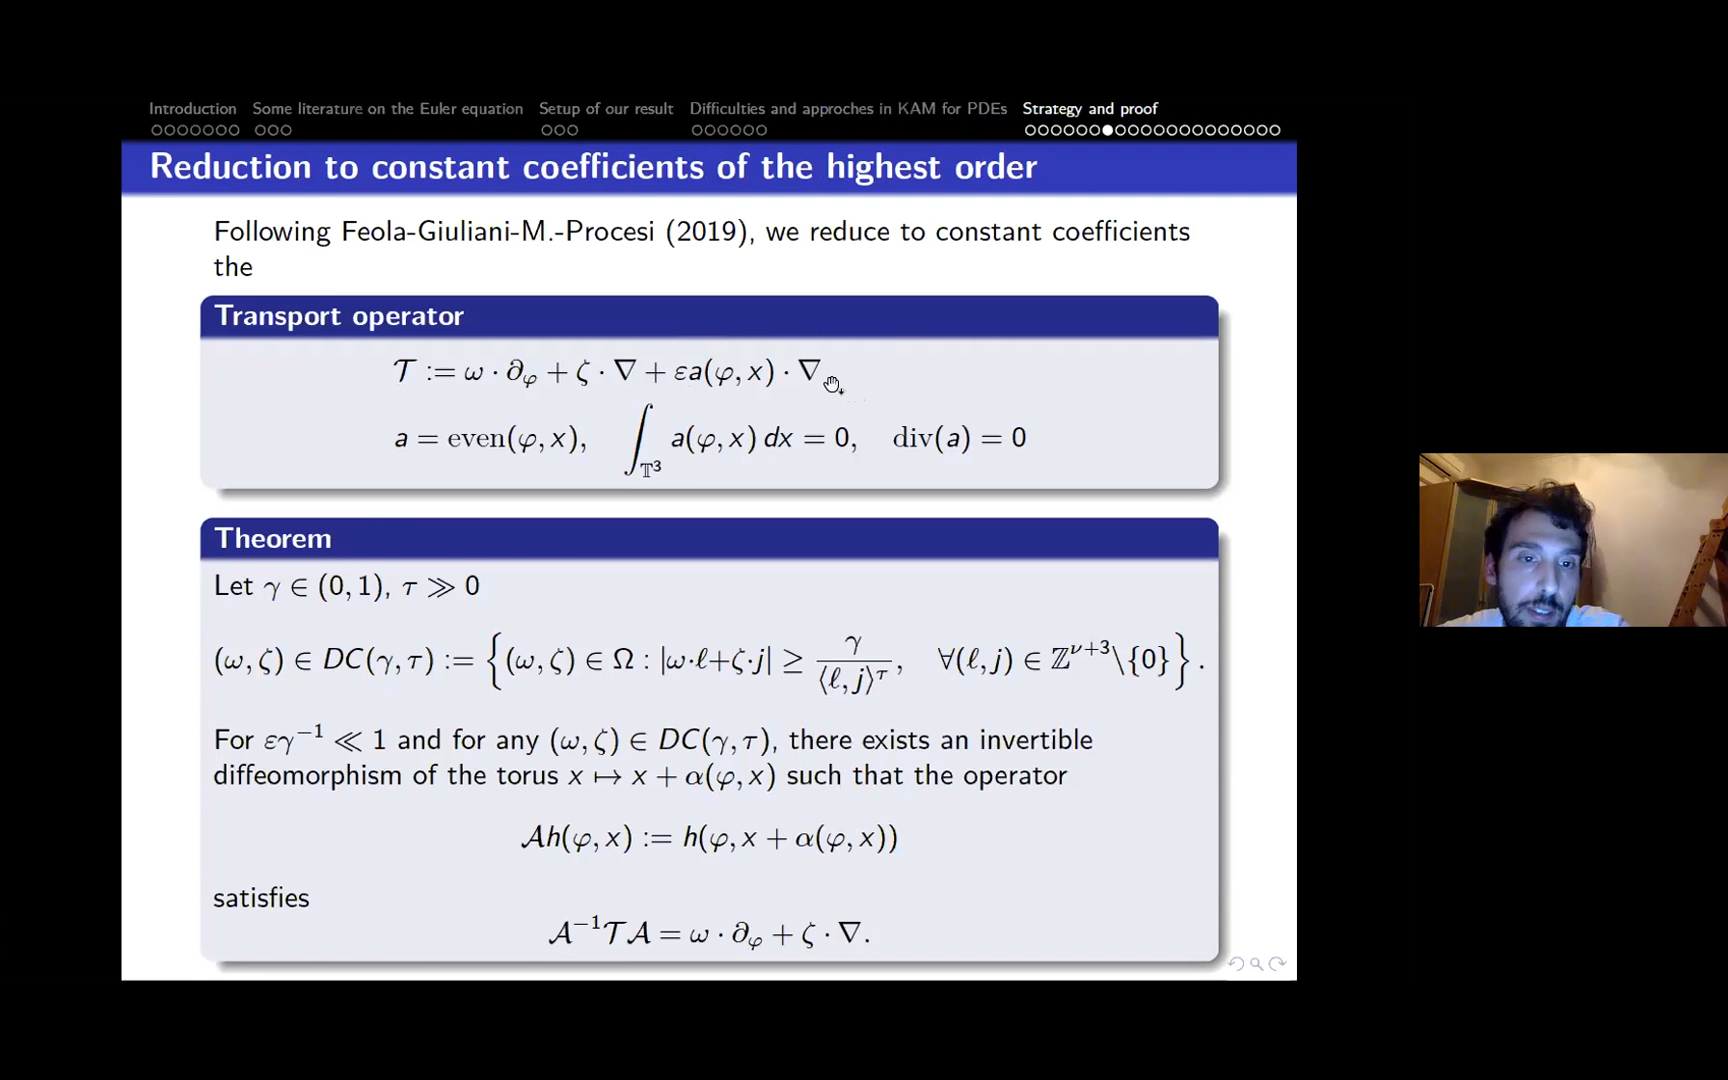 Introduction Some literature on the Euler equation Setup of our result Difficulties and approches in KAM for PDEs Strategy and proof
Reduction to constant coefficients of the highest order
Following Feola-Giuliani-M.-Procesi (2019), we reduce to constant coefficients
the
Transport operator
𝒯 := ω · ∂_φ + ζ · ∇ + εa(φ, x) · ∇
a = even(φ, x), ∫_{𝕋³} a(φ, x) dx = 0, div(a) = 0
Theorem
Let γ ∈ (0, 1), τ ≫ 0
(ω, ζ) ∈ DC(γ, τ) := {(ω, ζ) ∈ Ω : |ω·ℓ+ζ·j| ≥ γ/⟨ℓ, j⟩^τ, ∀(ℓ, j) ∈ ℤ^{ν+3}\{0}}.
For εγ⁻¹ ≪ 1 and for any (ω, ζ) ∈ DC(γ, τ), there exists an invertible
diffeomorphism of the torus x ↦ x + α(φ, x) such that the operator
𝒜h(φ, x) := h(φ, x + α(φ, x))
satisfies
𝒜⁻¹𝒯𝒜 = ω · ∂_φ + ζ · ∇.